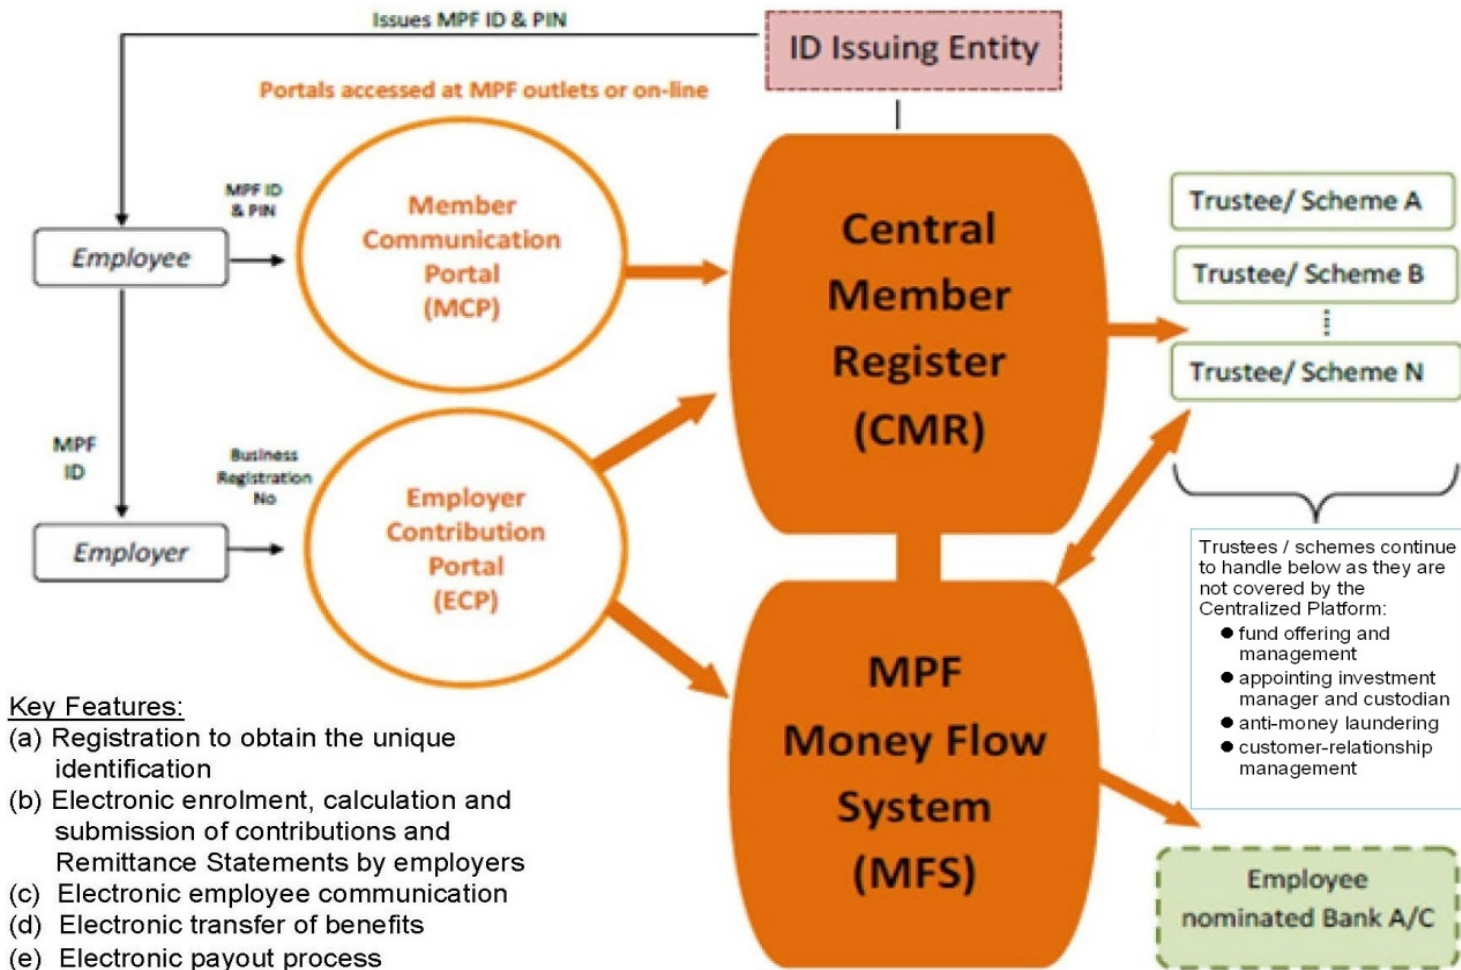 Issues MPF ID & PIN
ID Issuing Entity
Portals accessed at MPF outlets or on-line
MPF ID
& PIN
Employee
Member
Communication
Portal
(MCP)
Central
Member
Register
(CMR)
Trustee/ Scheme A
Trustee/ Scheme B
Trustee/ Scheme N
MPF
ID
Business
Registration
No
Employer
Employer
Contribution
Portal
(ECP)
Trustees / schemes continue
to handle below as they are
not covered by the
Centralized Platform:
● fund offering and
management
● appointing investment
manager and custodian
● anti-money laundering
● customer-relationship
management
MPF
Money Flow
System
(MFS)
Employee
nominated Bank A/C
Key Features:
(a) Registration to obtain the unique
identification
(b) Electronic enrolment, calculation and
submission of contributions and
Remittance Statements by employers
(c) Electronic employee communication
(d) Electronic transfer of benefits
(e) Electronic payout process